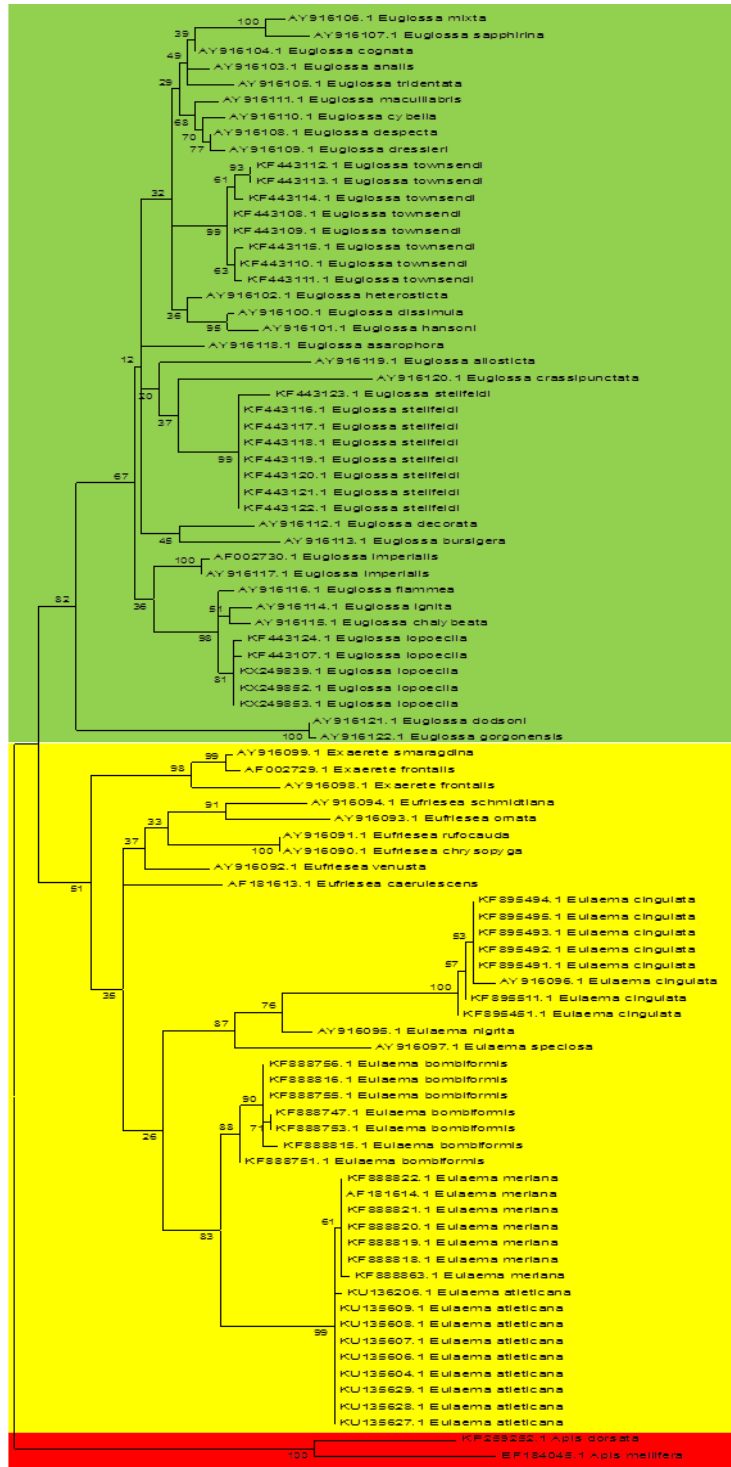 AY916106.1 Euglossa mixta
100
39
AY916107.1 Euglossa sapphirina
49
AY916104.1 Euglossa cognata
AY916103.1 Euglossa analis
29
AY916105.1 Euglossa tridentata
AY916111.1 Euglossa maculilabris
68
AY916110.1 Euglossa cybelia
70
AY916108.1 Euglossa despecta
77
AY916109.1 Euglossa dressleri
93
KF443112.1 Euglossa townsendi
61
KF443113.1 Euglossa townsendi
32
KF443114.1 Euglossa townsendi
KF443108.1 Euglossa townsendi
99
KF443109.1 Euglossa townsendi
KF443115.1 Euglossa townsendi
KF443110.1 Euglossa townsendi
63
KF443111.1 Euglossa townsendi
AY916102.1 Euglossa heterosticta
36
AY916100.1 Euglossa dissimula
95
AY916101.1 Euglossa hansoni
AY916118.1 Euglossa asarophora
12
AY916119.1 Euglossa allosticta
AY916120.1 Euglossa crassipunctata
20
KF443123.1 Euglossa stellfeldi
37
KF443116.1 Euglossa stellfeldi
KF443117.1 Euglossa stellfeldi
KF443118.1 Euglossa stellfeldi
99
KF443119.1 Euglossa stellfeldi
67
KF443120.1 Euglossa stellfeldi
KF443121.1 Euglossa stellfeldi
KF443122.1 Euglossa stellfeldi
AY916112.1 Euglossa decorata
45
AY916113.1 Euglossa bursigera
AF002730.1 Euglossa imperialis
100
AY916117.1 Euglossa imperialis
82
36
AY916116.1 Euglossa flammea
51
AY916114.1 Euglossa ignita
AY916115.1 Euglossa chalybeata
98
KF443124.1 Euglossa iopoecila
KF443107.1 Euglossa iopoecila
81
KX249839.1 Euglossa iopoecila
KX249852.1 Euglossa iopoecila
KX249853.1 Euglossa iopoecila
AY916121.1 Euglossa dodsoni
100
AY916122.1 Euglossa gorgonensis
99
AY916099.1 Exaerete smaragdina
98
AF002729.1 Exaerete frontalis
AY916098.1 Exaerete frontalis
91
AY916094.1 Eufriesea schmidtiana
33
AY916093.1 Eufriesea ornata
37
AY916091.1 Eufriesea rufocauda
100
AY916090.1 Eufriesea chrysopyga
AY916092.1 Eufriesea venusta
51
AF181613.1 Eufriesea caerulescens
KF895494.1 Eulaema cingulata
KF895495.1 Eulaema cingulata
53
KF895493.1 Eulaema cingulata
KF895492.1 Eulaema cingulata
57
KF895491.1 Eulaema cingulata
AY916096.1 Eulaema cingulata
35
100
KF895511.1 Eulaema cingulata
76
KF895451.1 Eulaema cingulata
87
AY916095.1 Eulaema nigrita
AY916097.1 Eulaema speciosa
KF888756.1 Eulaema bombiformis
KF888816.1 Eulaema bombiformis
90
KF888755.1 Eulaema bombiformis
KF888747.1 Eulaema bombiformis
26
88
71
KF888753.1 Eulaema bombiformis
KF888815.1 Eulaema bombiformis
KF888751.1 Eulaema bombiformis
KF888822.1 Eulaema meriana
AF181614.1 Eulaema meriana
KF888821.1 Eulaema meriana
61
KF888820.1 Eulaema meriana
83
KF888819.1 Eulaema meriana
KF888818.1 Eulaema meriana
KF888863.1 Eulaema meriana
KU136206.1 Eulaema atleticana
KU135609.1 Eulaema atleticana
KU135608.1 Eulaema atleticana
99
KU135607.1 Eulaema atleticana
KU135606.1 Eulaema atleticana
KU135604.1 Eulaema atleticana
KU135629.1 Eulaema atleticana
KU135628.1 Eulaema atleticana
KU135627.1 Eulaema atleticana
KF259262.1 Apis dorsata
100
EF184045.1 Apis mellifera